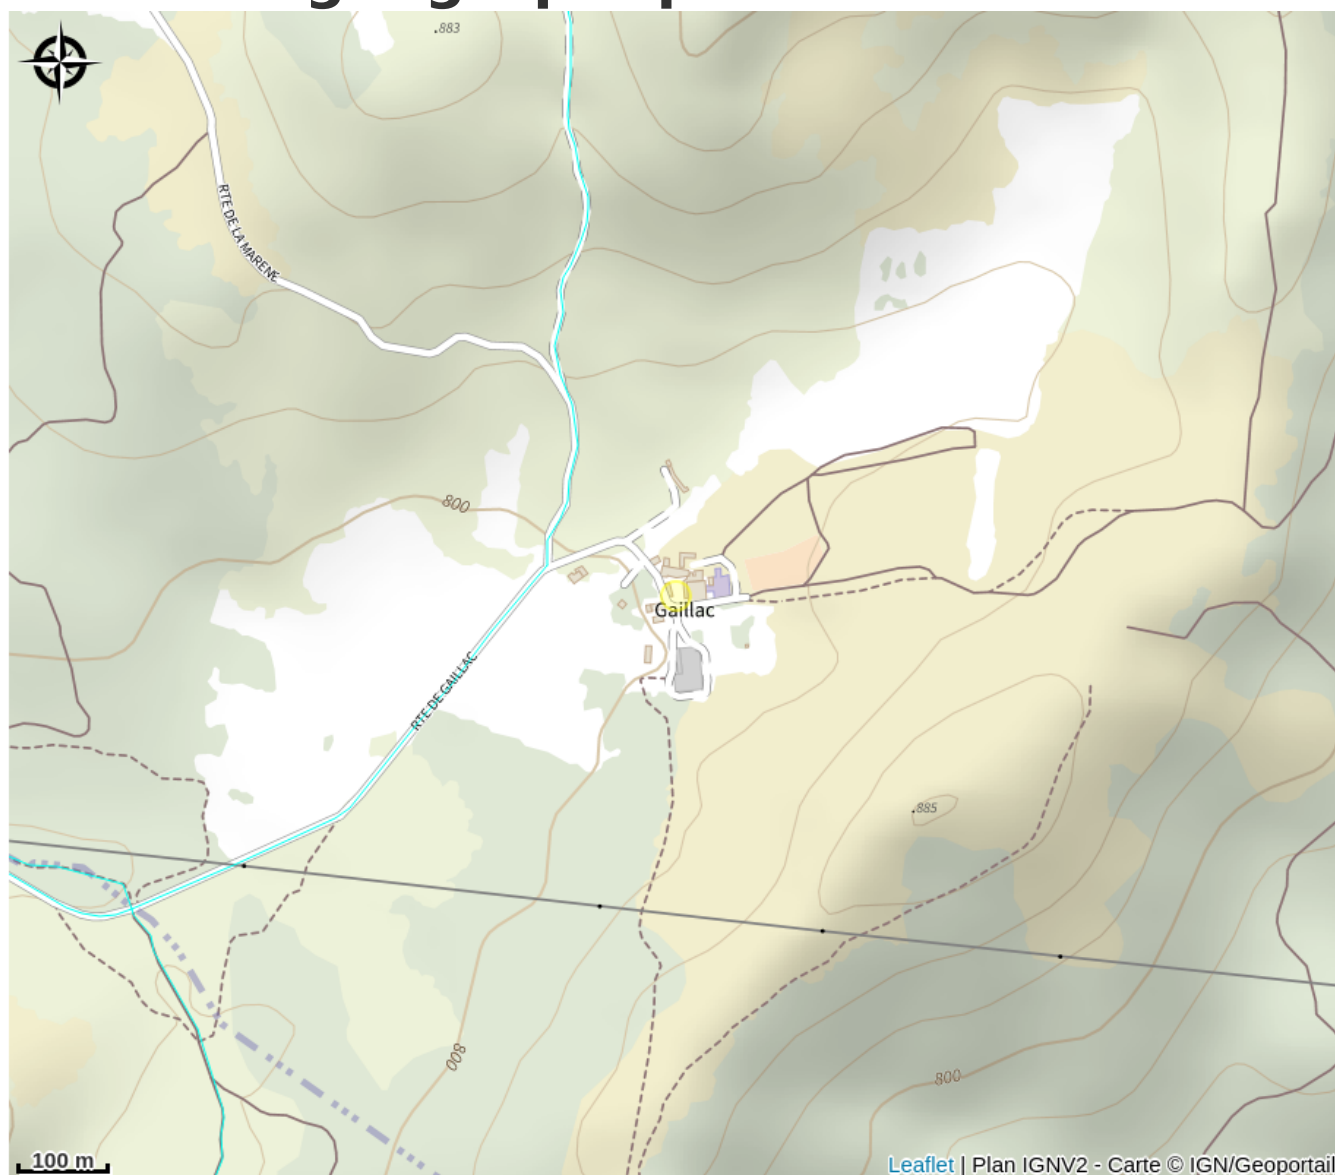 .883
RTE DE LA MARENE
800
Gaillac
RTE DE GAILLAC
.885
800
800
100 m
Leaflet | Plan IGNV2 - Carte © IGN/Geoportail